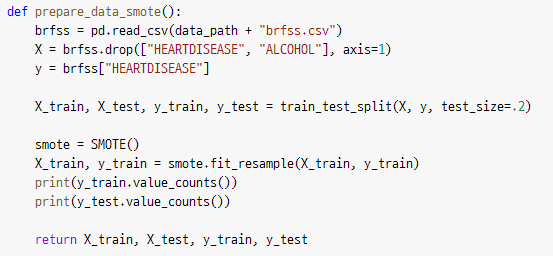 def prepare_data_smote():
    brfss = pd.read_csv(data_path + "brfss.csv")
    X = brfss.drop(["HEARTDISEASE", "ALCOHOL"], axis=1)
    y = brfss["HEARTDISEASE"]

    X_train, X_test, y_train, y_test = train_test_split(X, y, test_size=.2)

    smote = SMOTE()
    X_train, y_train = smote.fit_resample(X_train, y_train)
    print(y_train.value_counts())
    print(y_test.value_counts())

    return X_train, X_test, y_train, y_test